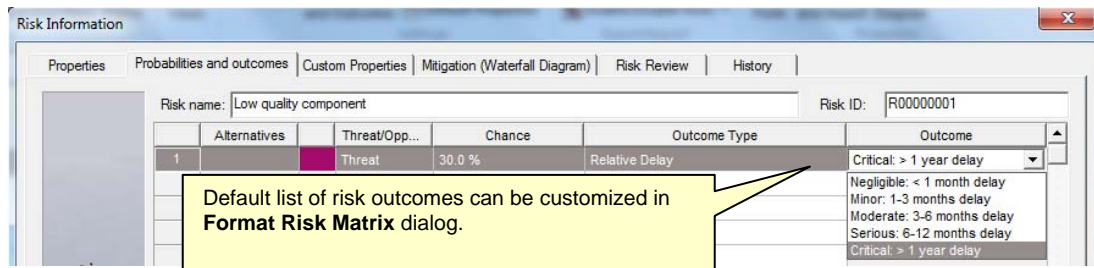 Risk Information
Properties Probabilities and outcomes Custom Properties Mitigation (Waterfall Diagram) Risk Review History
Risk name: Low quality component Risk ID: R00000001
Alternatives Threat/Opp... Chance Outcome Type Outcome
1 Threat 30.0 % Relative Delay Critical: > 1 year delay
Negligible: < 1 month delay
Minor: 1-3 months delay
Moderate: 3-6 months delay
Serious: 6-12 months delay
Critical: > 1 year delay
Default list of risk outcomes can be customized in
Format Risk Matrix dialog.